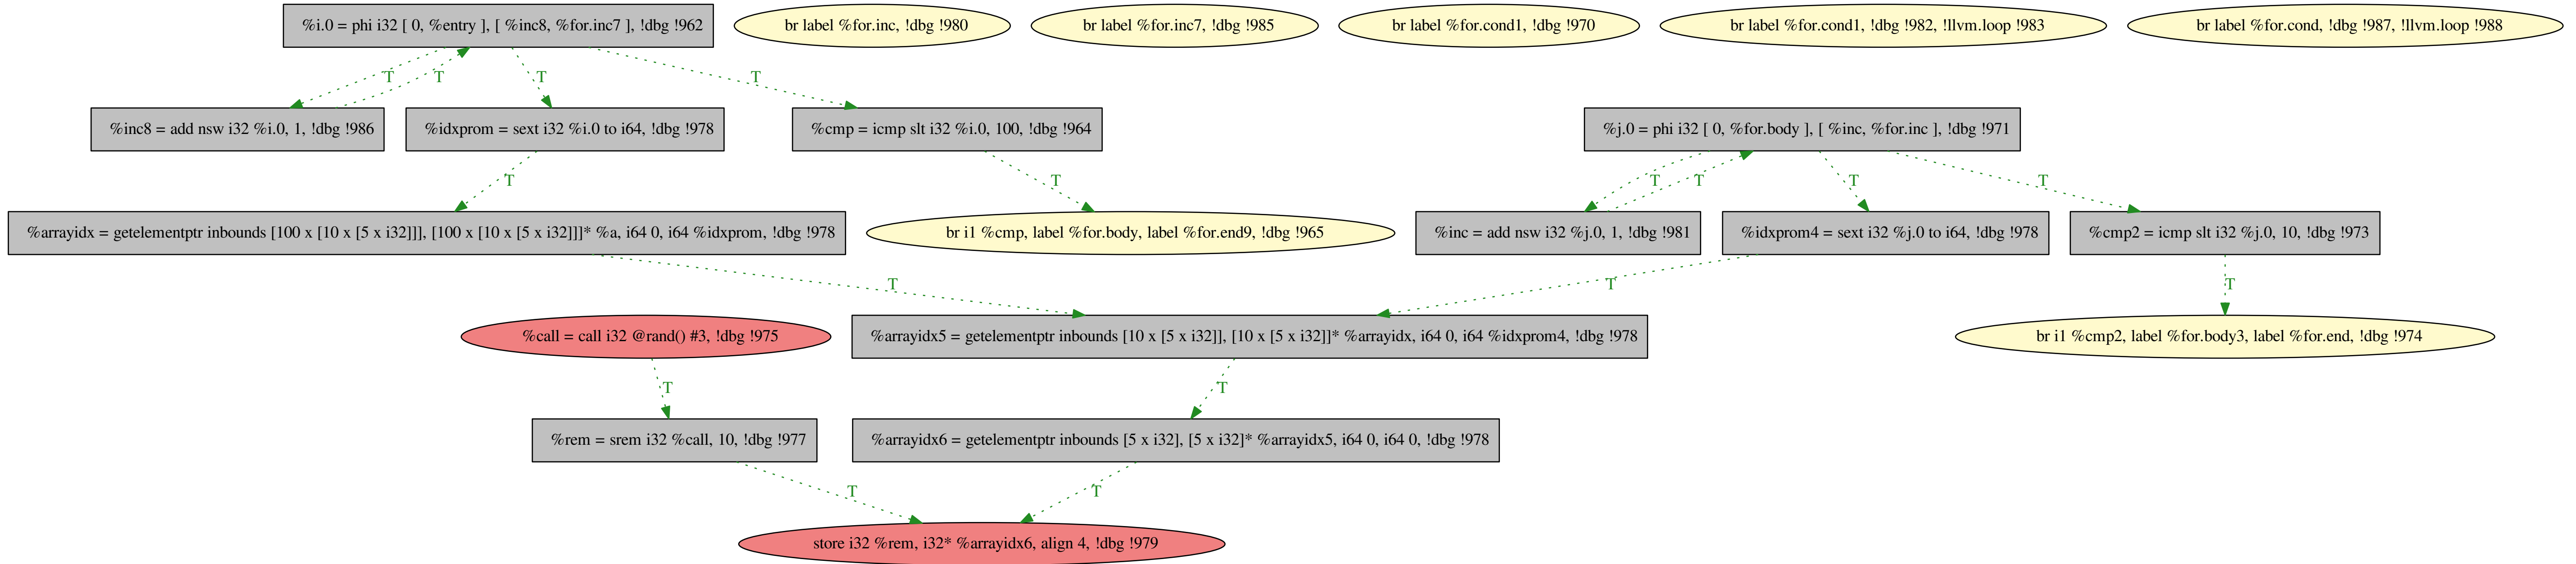 %i.0 = phi i32 [ 0, %entry ], [ %inc8, %for.inc7 ], !dbg !962
br label %for.inc, !dbg !980
br label %for.inc7, !dbg !985
br label %for.cond1, !dbg !970
br label %for.cond1, !dbg !982, !llvm.loop !983
br label %for.cond, !dbg !987, !llvm.loop !988
T
T
T
T
%inc8 = add nsw i32 %i.0, 1, !dbg !986
%idxprom = sext i32 %i.0 to i64, !dbg !978
%cmp = icmp slt i32 %i.0, 100, !dbg !964
%j.0 = phi i32 [ 0, %for.body ], [ %inc, %for.inc ], !dbg !971
T
T
T
T
T
T
%arrayidx = getelementptr inbounds [100 x [10 x [5 x i32]]], [100 x [10 x [5 x i32]]]* %a, i64 0, i64 %idxprom, !dbg !978
br i1 %cmp, label %for.body, label %for.end9, !dbg !965
%inc = add nsw i32 %j.0, 1, !dbg !981
%idxprom4 = sext i32 %j.0 to i64, !dbg !978
%cmp2 = icmp slt i32 %j.0, 10, !dbg !973
T
T
T
%call = call i32 @rand() #3, !dbg !975
%arrayidx5 = getelementptr inbounds [10 x [5 x i32]], [10 x [5 x i32]]* %arrayidx, i64 0, i64 %idxprom4, !dbg !978
br i1 %cmp2, label %for.body3, label %for.end, !dbg !974
T
T
%rem = srem i32 %call, 10, !dbg !977
%arrayidx6 = getelementptr inbounds [5 x i32], [5 x i32]* %arrayidx5, i64 0, i64 0, !dbg !978
T
T
store i32 %rem, i32* %arrayidx6, align 4, !dbg !979